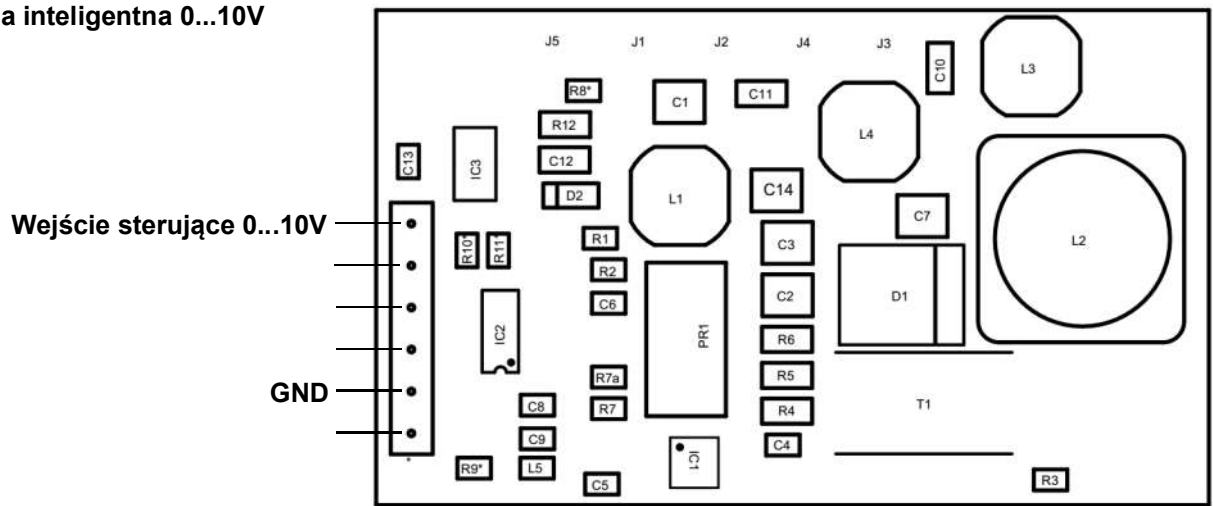 a inteligentna 0...10V
J5 J1 J2 J4 J3
C10 L3
R8* C1 C11
R12 L4
C13 IC3 C12
D2 L1 C14
Wejście sterujące 0...10V C7
R10* R11* R1 C3 L2
R2
C6 C2 D1
IC2 PR1 R6
R7a R5
GND C8 R7 R4 T1
C9 C4
R9* L5 IC1
C5 R3